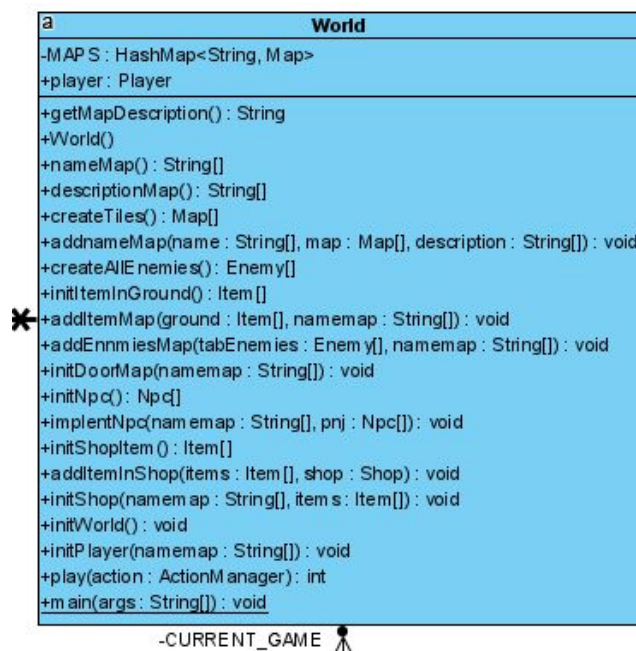 a
World
-MAPS : HashMap<String, Map>
+player : Player
+getMapDescription() : String
+World()
+nameMap() : String[]
+descriptionMap() : String[]
+createTiles() : Map[]
+addnameMap(name : String[], map : Map[], description : String[]) : void
+createAllEnemies() : Enemy[]
+initItemInGround() : Item[]
+addItemMap(ground : Item[], namemap : String[]) : void
+addEnnmiesMap(tabEnemies : Enemy[], namemap : String[]) : void
+initDoorMap(namemap : String[]) : void
+initNpc() : Npc[]
+implentNpc(namemap : String[], pnj : Npc[]) : void
+initShopItem() : Item[]
+addItemInShop(items : Item[], shop : Shop) : void
+initShop(namemap : String[], items : Item[]) : void
+initWorld() : void
+initPlayer(namemap : String[]) : void
+play(action : ActionManager) : int
+main(args : String[]) : void
-CURRENT_GAME